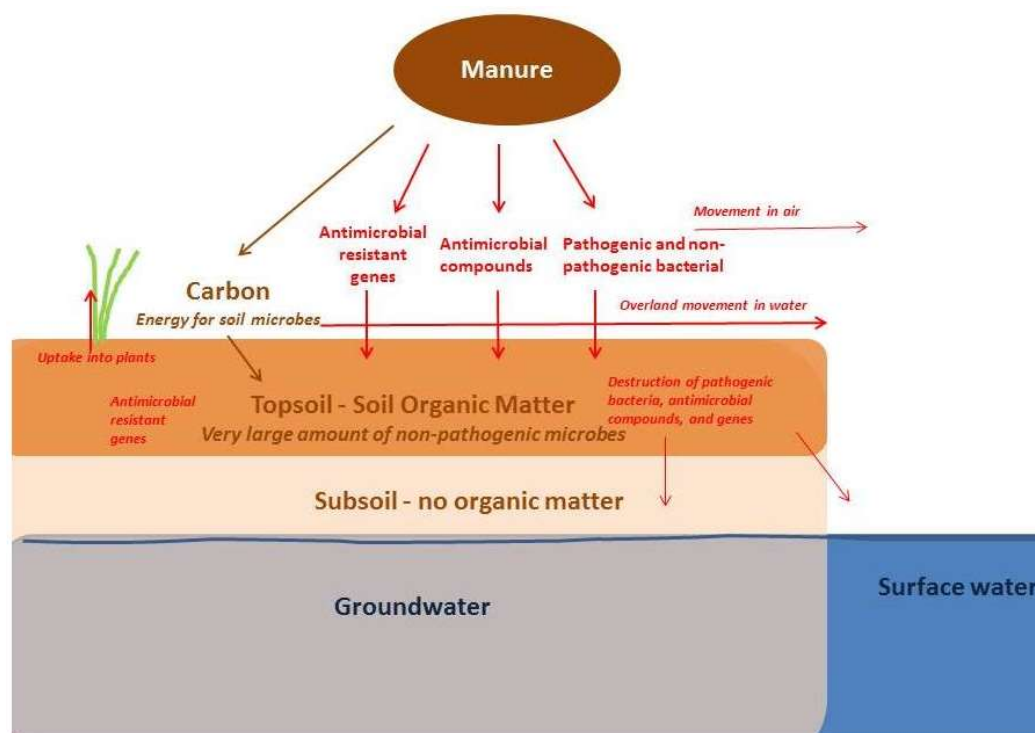 Manure
Movement in air
Antimicrobial
resistant
genes
Antimicrobial
compounds
Pathogenic and non-
pathogenic bacterial
Carbon
Energy for soil microbes
Overland movement in water
Uptake into plants
Antimicrobial
resistant
genes
Topsoil - Soil Organic Matter
Very large amount of non-pathogenic microbes
Destruction of pathogenic
bacteria, antimicrobial
compounds, and genes
Subsoil - no organic matter
Groundwater
Surface water